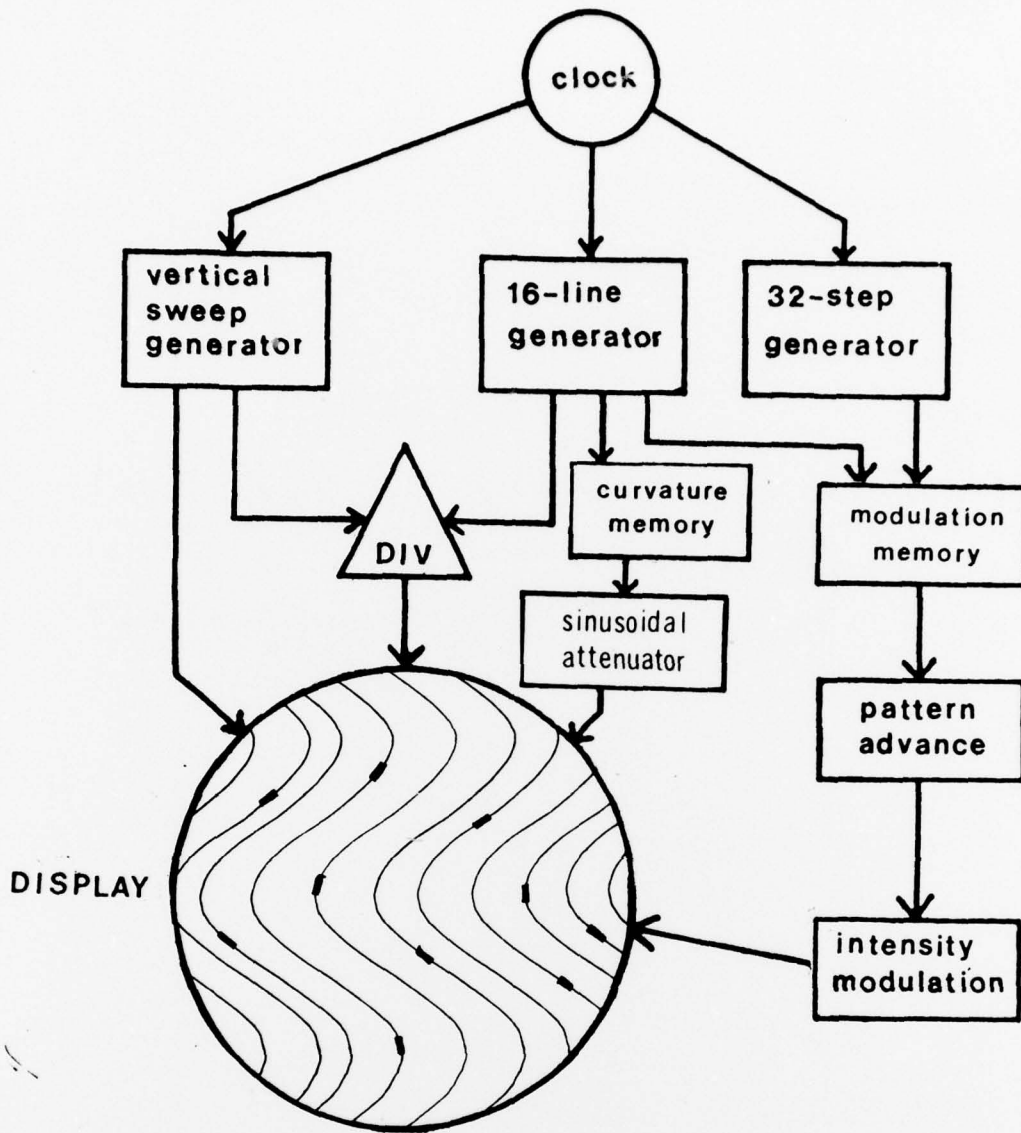 clock
vertical
sweep
generator
16-line
generator
32-step
generator
DIV
curvature
memory
modulation
memory
sinusoidal
attenuator
pattern
advance
DISPLAY
intensity
modulation